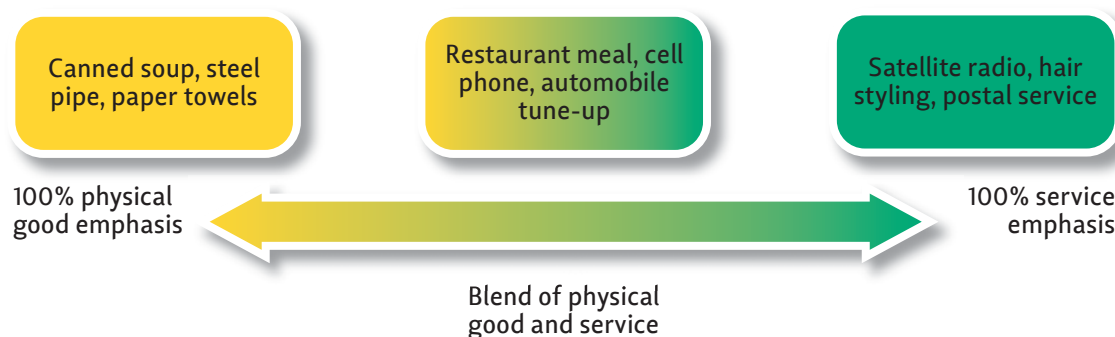 Canned soup, steel
pipe, paper towels
Restaurant meal, cell
phone, automobile
tune-up
Satellite radio, hair
styling, postal service
100% physical
good emphasis
100% service
emphasis
Blend of physical
good and service